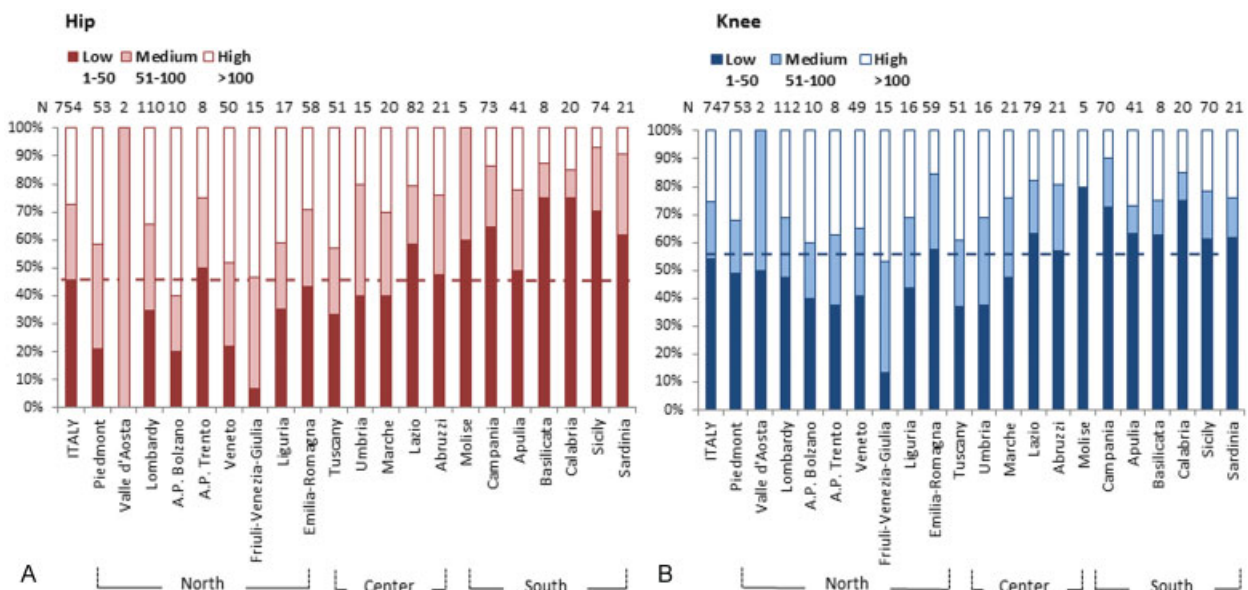 Hip
Low Medium High
1-50 51-100 >100
N 754 53 2 110 10 8 50 15 17 58 51 15 20 82 21 5 73 41 8 20 74 21
100%
90%
80%
70%
60%
50%
40%
30%
20%
10%
0%
ITALY
Piedmont
Valle d'Aosta
Lombardy
A.P. Bolzano
A.P. Trento
Veneto
Friuli-Venezia-Giulia
Liguria
Emilia-Romagna
Tuscany
Umbria
Marche
Lazio
Abruzzi
Molise
Campania
Apulia
Basilicata
Calabria
Sicily
Sardinia
A
North Center South
Knee
Low Medium High
1-50 51-100 >100
N 747 53 2 112 10 8 49 15 16 59 51 16 21 79 21 5 70 41 8 20 70 21
100%
90%
80%
70%
60%
50%
40%
30%
20%
10%
0%
ITALY
Piedmont
Valle d'Aosta
Lombardy
A.P. Bolzano
A.P. Trento
Veneto
Friuli-Venezia-Giulia
Liguria
Emilia-Romagna
Tuscany
Umbria
Marche
Lazio
Abruzzi
Molise
Campania
Apulia
Basilicata
Calabria
Sicily
Sardinia
B
North Center South